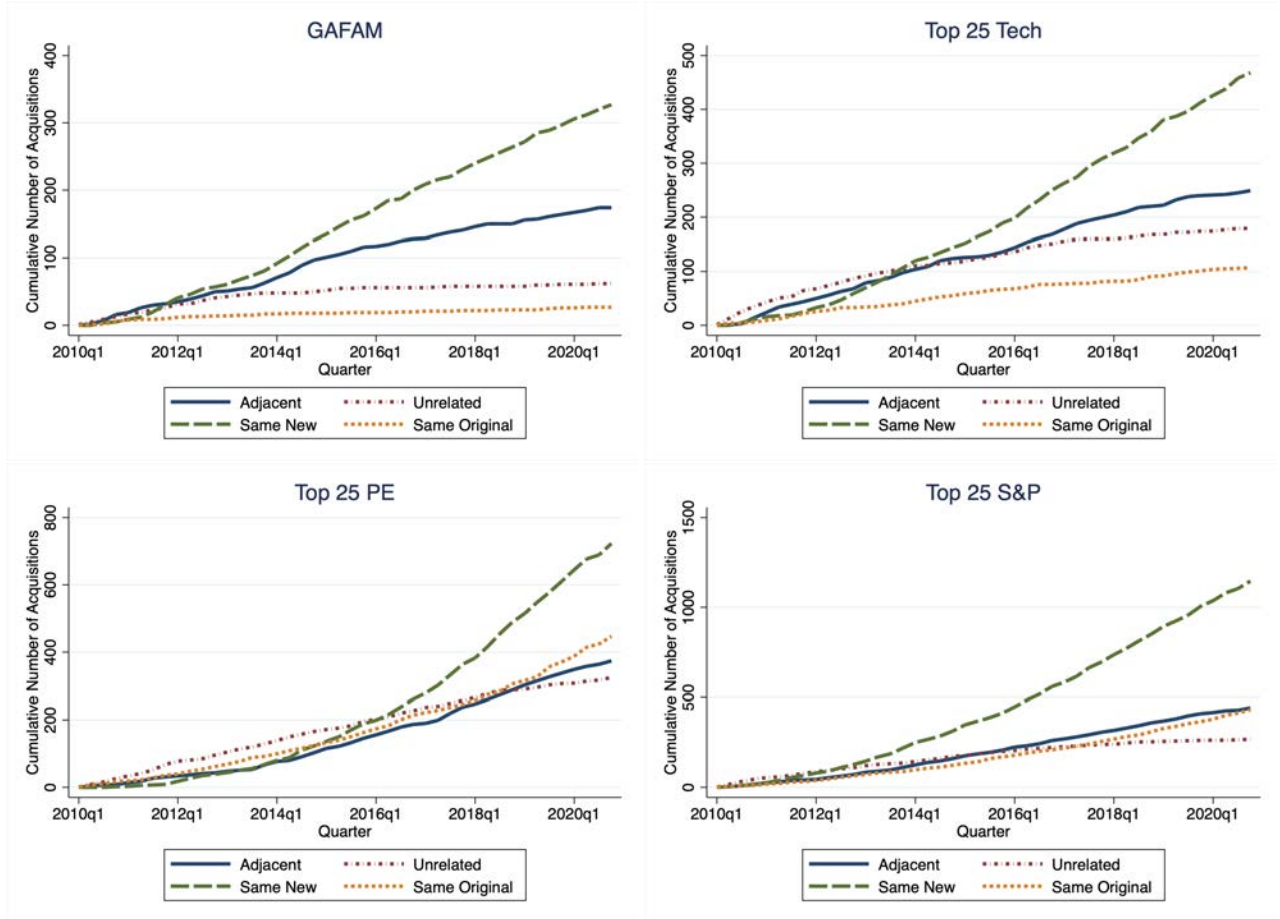 GAFAM
Cumulative Number of Acquisitions
400
300
200
100
0
2010q1 2012q1 2014q1 2016q1 2018q1 2020q1
Quarter
Adjacent Unrelated
Same New Same Original
Top 25 Tech
Cumulative Number of Acquisitions
500
400
300
200
100
0
2010q1 2012q1 2014q1 2016q1 2018q1 2020q1
Quarter
Adjacent Unrelated
Same New Same Original
Top 25 PE
Cumulative Number of Acquisitions
800
600
400
200
0
2010q1 2012q1 2014q1 2016q1 2018q1 2020q1
Quarter
Adjacent Unrelated
Same New Same Original
Top 25 S&P
Cumulative Number of Acquisitions
1500
1000
500
0
2010q1 2012q1 2014q1 2016q1 2018q1 2020q1
Quarter
Adjacent Unrelated
Same New Same Original